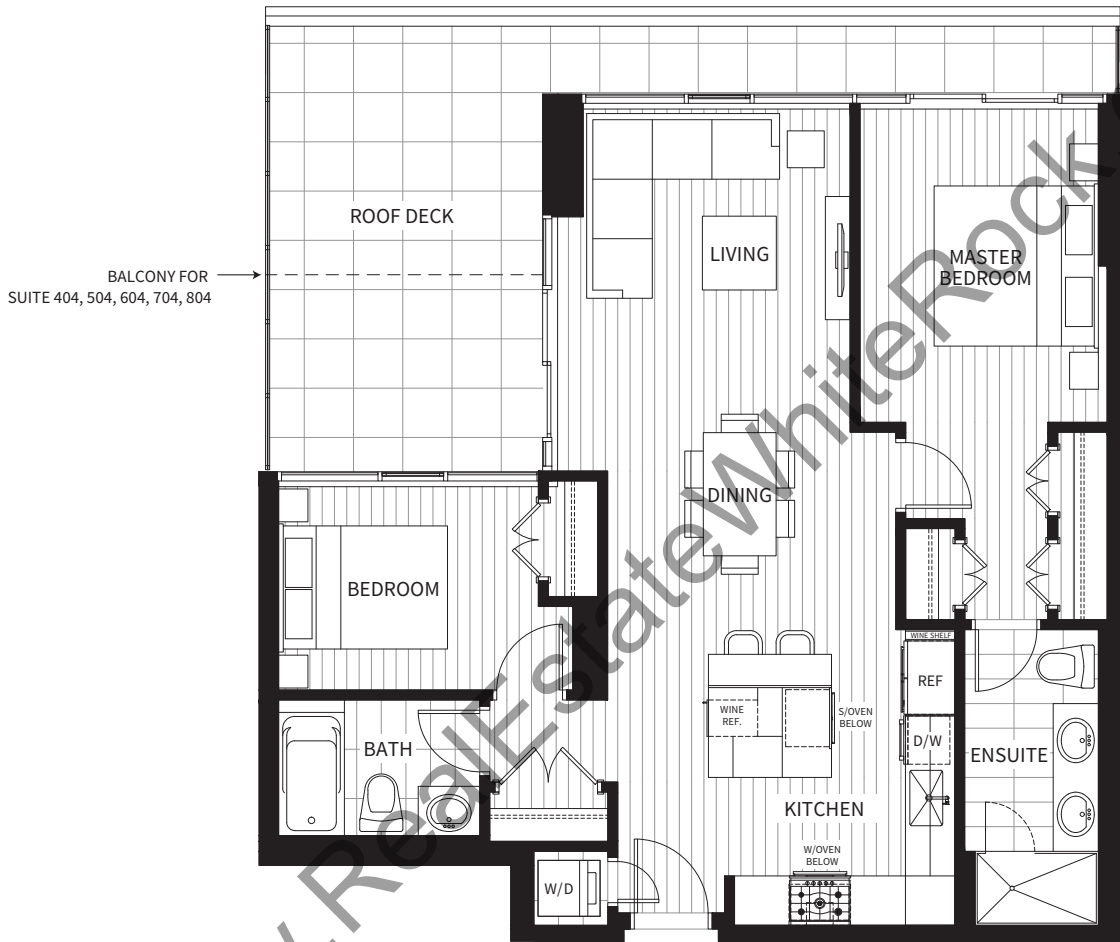 ROOF DECK
LIVING
MASTER
BEDROOM
BALCONY FOR
SUITE 404, 504, 604, 704, 804
DINING
BEDROOM
WINE SHELF
REF
WINE
REF.
S/OVEN
BELOW
D/W
BATH
ENSUITE
KITCHEN
W/OVEN
BELOW
W/D
.RealEstateWhiteRock.